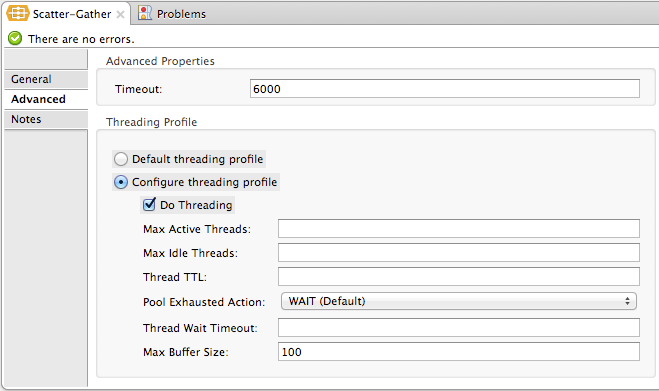 Scatter-Gather Problems
There are no errors.
General
Advanced
Notes
Advanced Properties
Timeout: 6000
Threading Profile
Default threading profile
Configure threading profile
Do Threading
Max Active Threads:
Max Idle Threads:
Thread TTL:
Pool Exhausted Action: WAIT (Default)
Thread Wait Timeout:
Max Buffer Size: 100